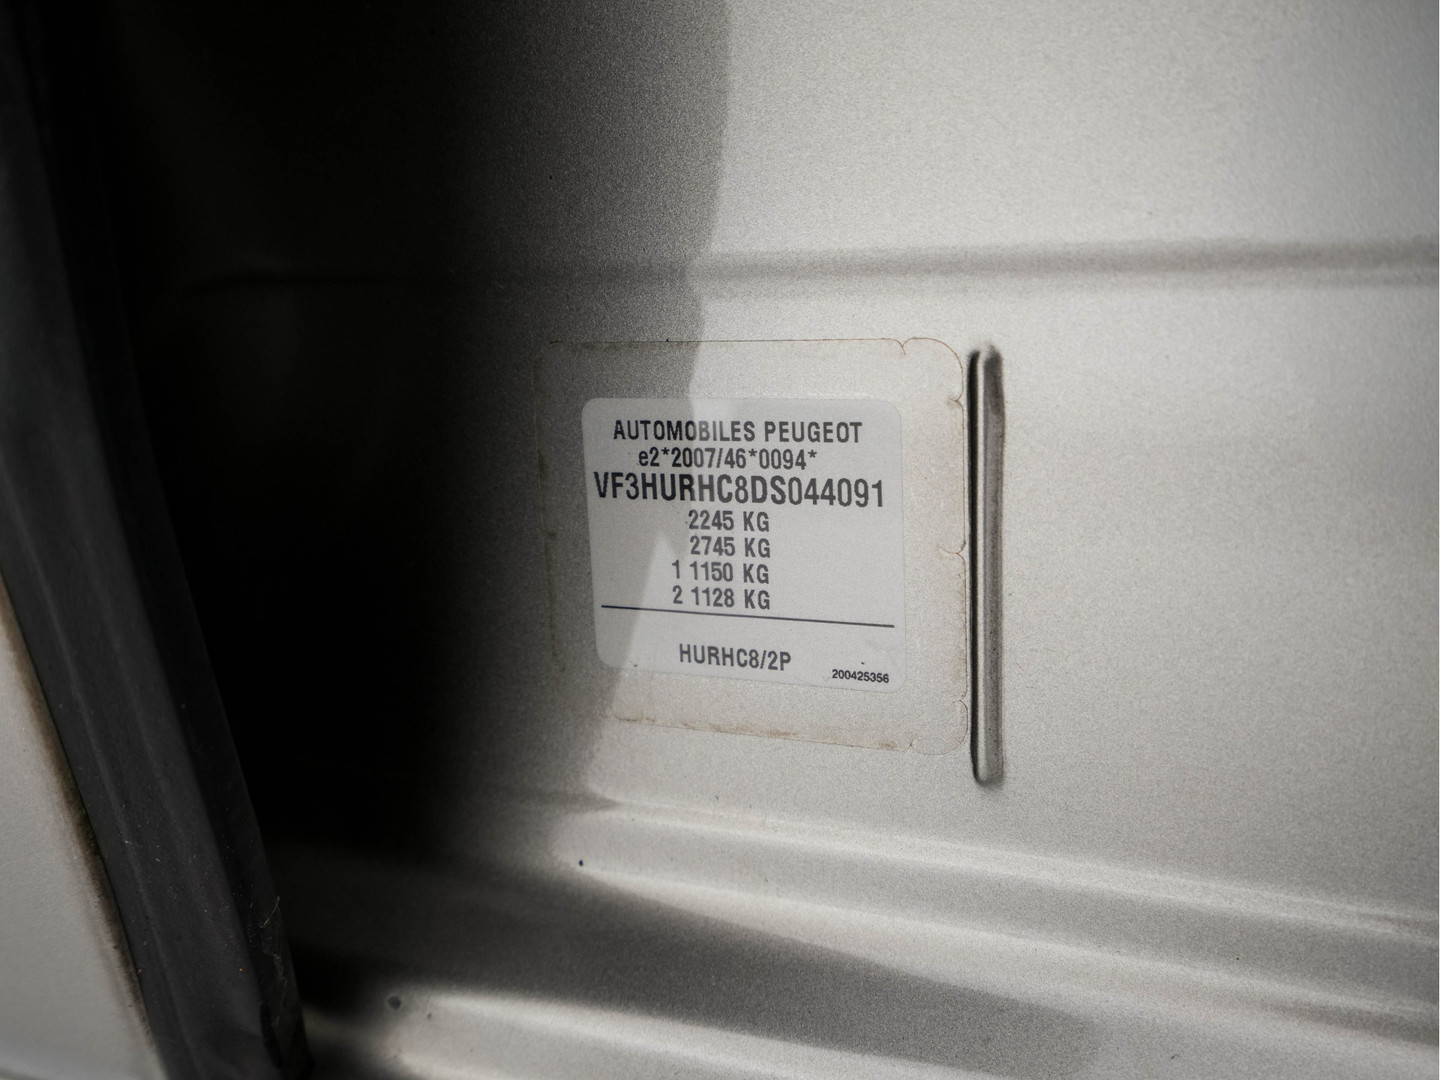 AUTOMOBILES PEUGEOT
e2*2007/46*0094*
VF3HURHC8DS044091
2245 KG
2745 KG
1 1150 KG
2 1128 KG
HURHC8/2P
200425356